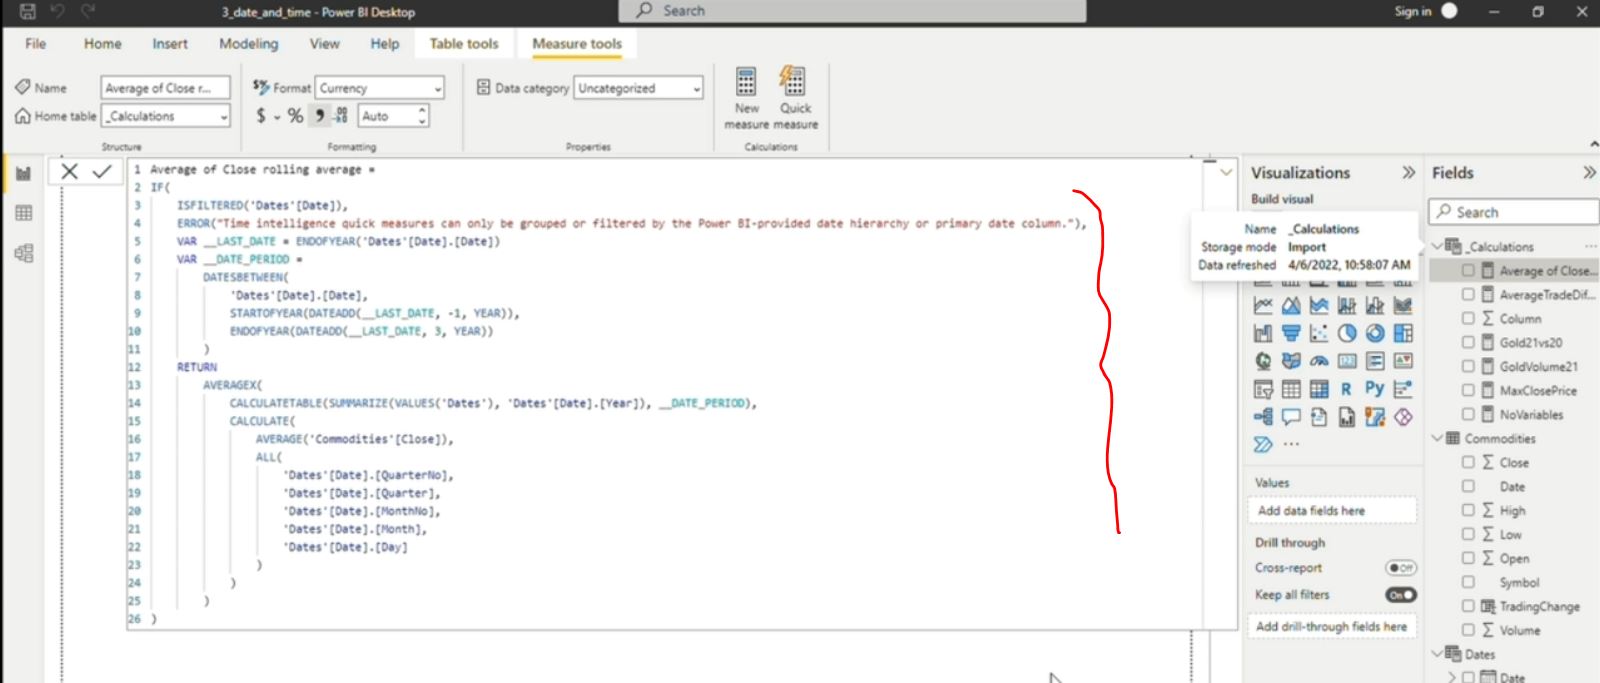 3_date_and_time - Power BI Desktop
Search
Sign in
File Home Insert Modeling View Help Table tools Measure tools
Name Average of Close r...
Home table _Calculations
Structure
$% Format Currency
$ % 9 .00 Auto
Formatting
Data category Uncategorized
Properties
New measure
Quick measure
Calculations
1 Average of Close rolling average =
2 IF(
3 ISFILTERED('Dates'[Date]),
4 ERROR("Time intelligence quick measures can only be grouped or filtered by the Power BI-provided date hierarchy or primary date column."),
5 VAR __LAST_DATE = ENDOFYEAR('Dates'[Date].[Date])
6 VAR __DATE_PERIOD =
7 DATESBETWEEN(
8 'Dates'[Date].[Date],
9 STARTOFYEAR(DATEADD(__LAST_DATE, -1, YEAR)),
10 ENDOFYEAR(DATEADD(__LAST_DATE, 3, YEAR))
11 )
12 RETURN
13 AVERAGEX(
14 CALCULATETABLE(SUMMARIZE(VALUES('Dates'), 'Dates'[Date].[Year]), __DATE_PERIOD),
15 CALCULATE(
16 AVERAGE('Commodities'[Close]),
17 ALL(
18 'Dates'[Date].[QuarterNo],
19 'Dates'[Date].[Quarter],
20 'Dates'[Date].[MonthNo],
21 'Dates'[Date].[Month],
22 'Dates'[Date].[Day]
23 )
24 )
25 )
26 )
Visualizations
Build visual
Name _Calculations
Storage mode Import
Data refreshed 4/6/2022, 10:58:07 AM
R Py
...
Values
Add data fields here
Drill through
Cross-report Off
Keep all filters On
Add drill-through fields here
Fields
Search
_Calculations ...
Average of Close...
AverageTradeDif...
Column
Gold21vs20
GoldVolume21
MaxClosePrice
NoVariables
Commodities
Close
Date
High
Low
Open
Symbol
TradingChange
Volume
Dates
Date